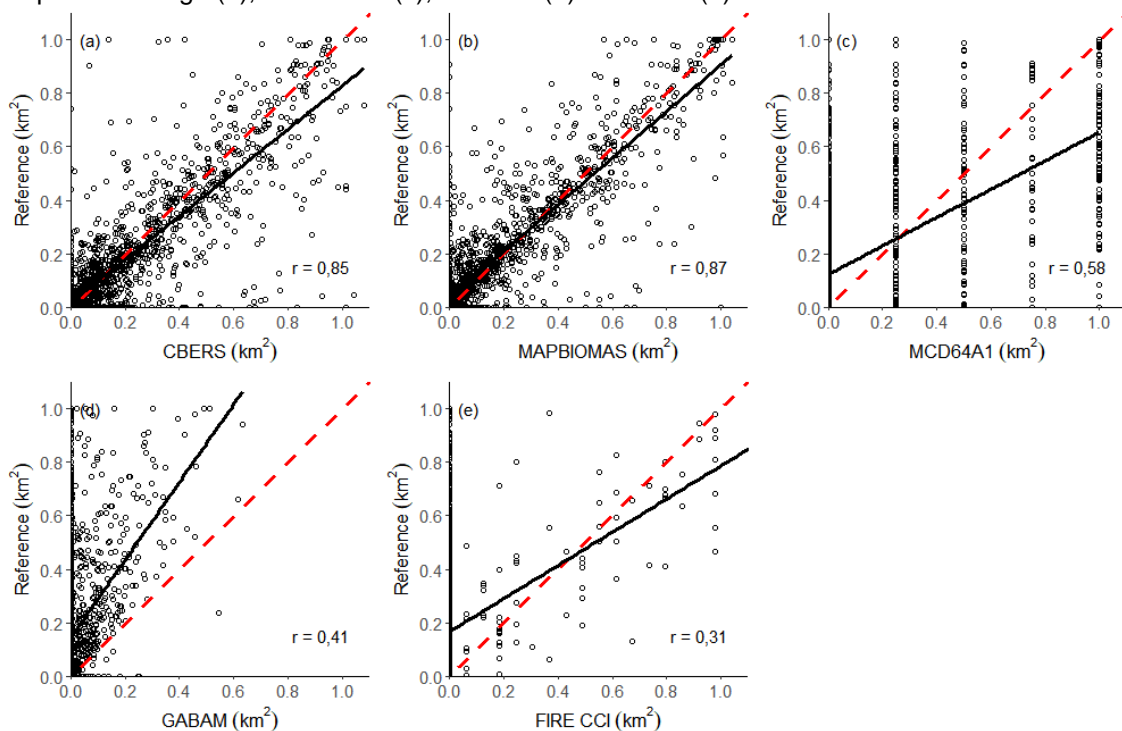 (a)
1.0
0.8
0.6
0.4
0.2
0.0
Reference (km²)
r = 0,85
0.0 0.2 0.4 0.6 0.8 1.0
CBERS (km²)
(b)
1.0
0.8
0.6
0.4
0.2
0.0
Reference (km²)
r = 0,87
0.0 0.2 0.4 0.6 0.8 1.0
MAPBIOMAS (km²)
(c)
1.0
0.8
0.6
0.4
0.2
0.0
Reference (km²)
r = 0,58
0.0 0.2 0.4 0.6 0.8 1.0
MCD64A1 (km²)
(d)
1.0
0.8
0.6
0.4
0.2
0.0
Reference (km²)
r = 0,41
0.0 0.2 0.4 0.6 0.8 1.0
GABAM (km²)
(e)
1.0
0.8
0.6
0.4
0.2
0.0
Reference (km²)
r = 0,31
0.0 0.2 0.4 0.6 0.8 1.0
FIRE CCI (km²)